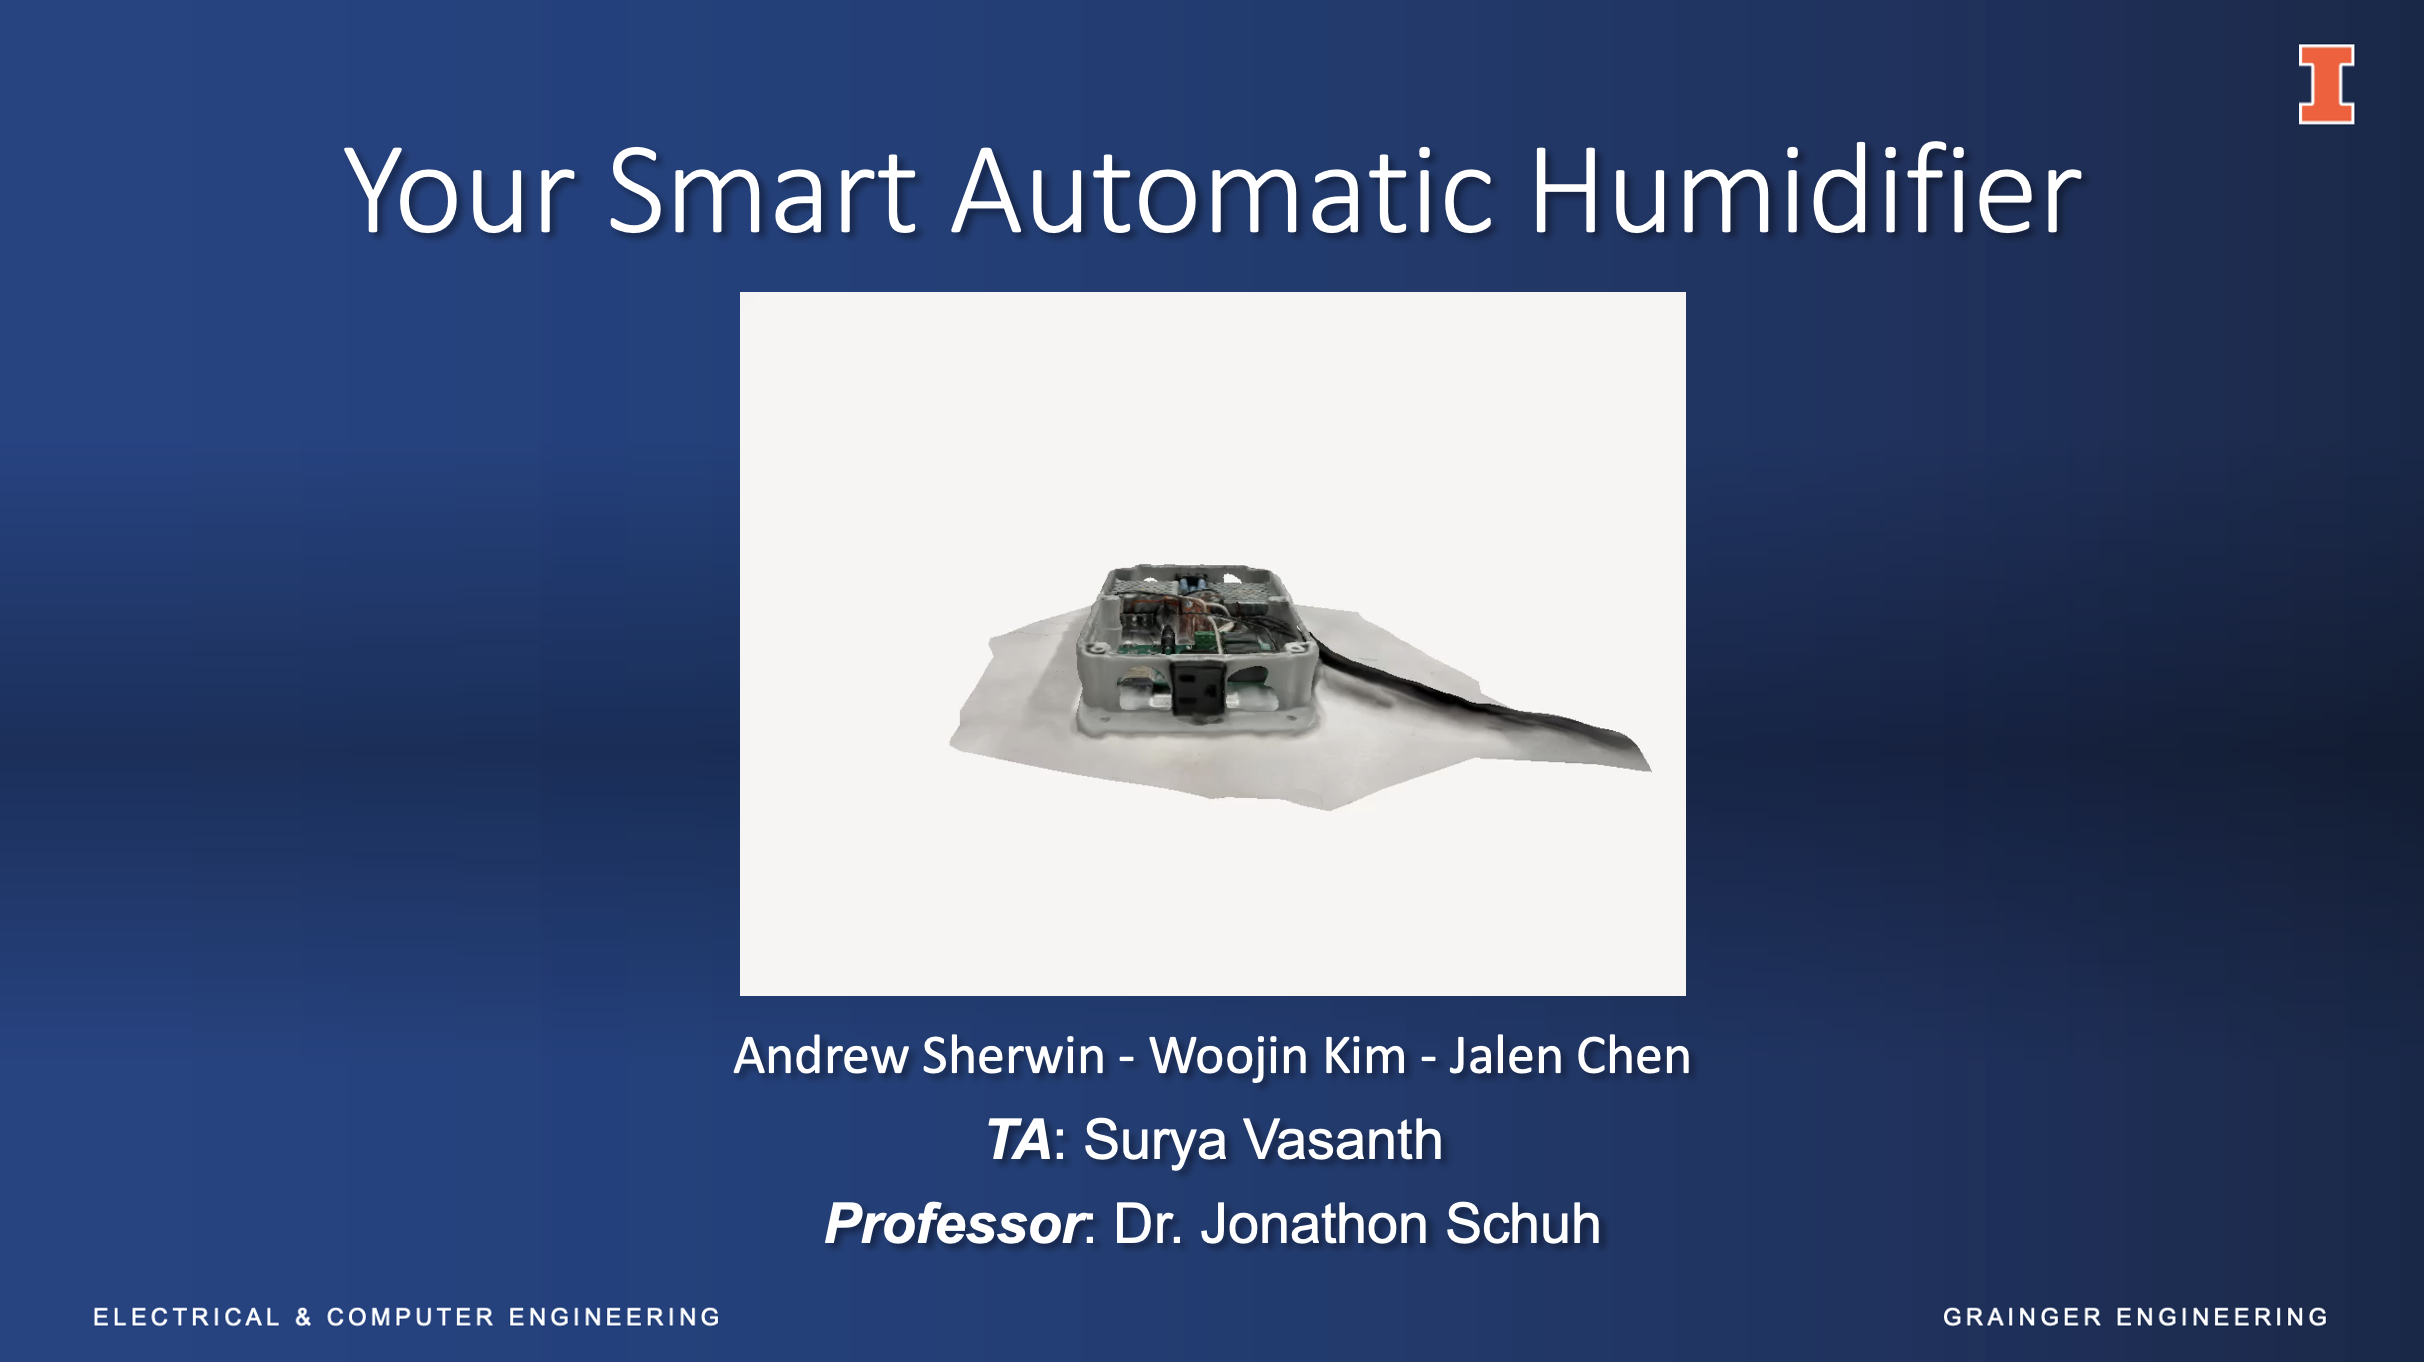 I
Your Smart Automatic Humidifier
Andrew Sherwin - Woojin Kim - Jalen Chen
TA: Surya Vasanth
Professor: Dr. Jonathon Schuh
ELECTRICAL & COMPUTER ENGINEERING
GRAINGER ENGINEERING